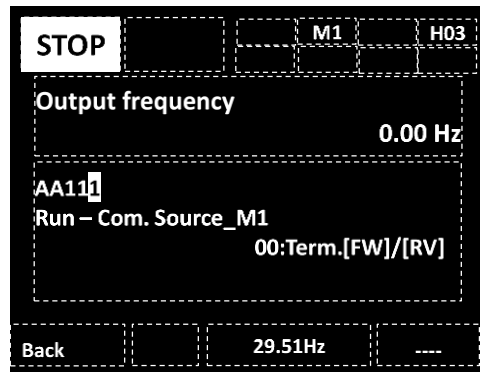 STOP M1 H03
Output frequency
0.00 Hz
AA111
Run – Com. Source_M1
00:Term.[FW]/[RV]
Back 29.51Hz ----